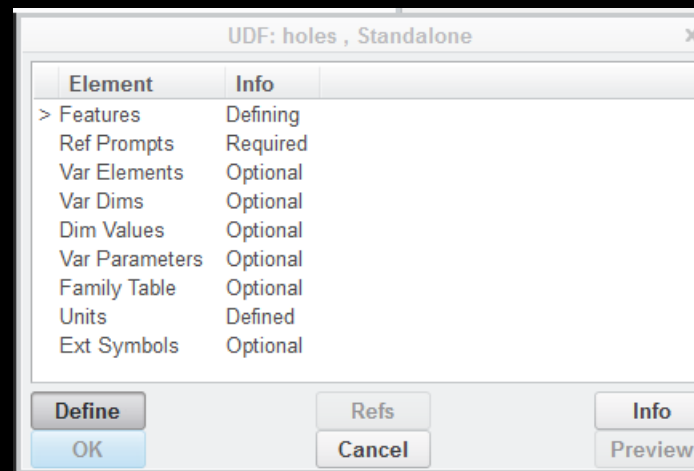 UDF: holes , Standalone
Element Info
> Features Defining
Ref Prompts Required
Var Elements Optional
Var Dims Optional
Dim Values Optional
Var Parameters Optional
Family Table Optional
Units Defined
Ext Symbols Optional
Define Refs Info
OK Cancel Preview